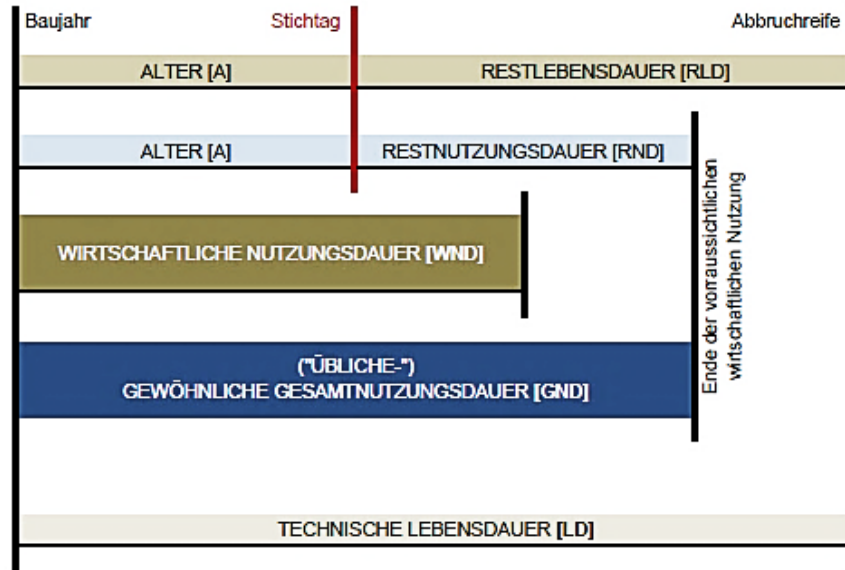 Baujahr
Stichtag
Abbruchreife
ALTER [A]
RESTLEBENSDAUER [RLD]
ALTER [A]
RESTNUTZUNGSDAUER [RND]
WIRTSCHAFTLICHE NUTZUNGSDAUER [WND]
("ÜBLICHE-")
GEWÖHNLICHE GESAMTNUTZUNGSDAUER [GND]
Ende der vorraussichtlichen
wirtschaftlichen Nutzung
TECHNISCHE LEBENSDAUER [LD]